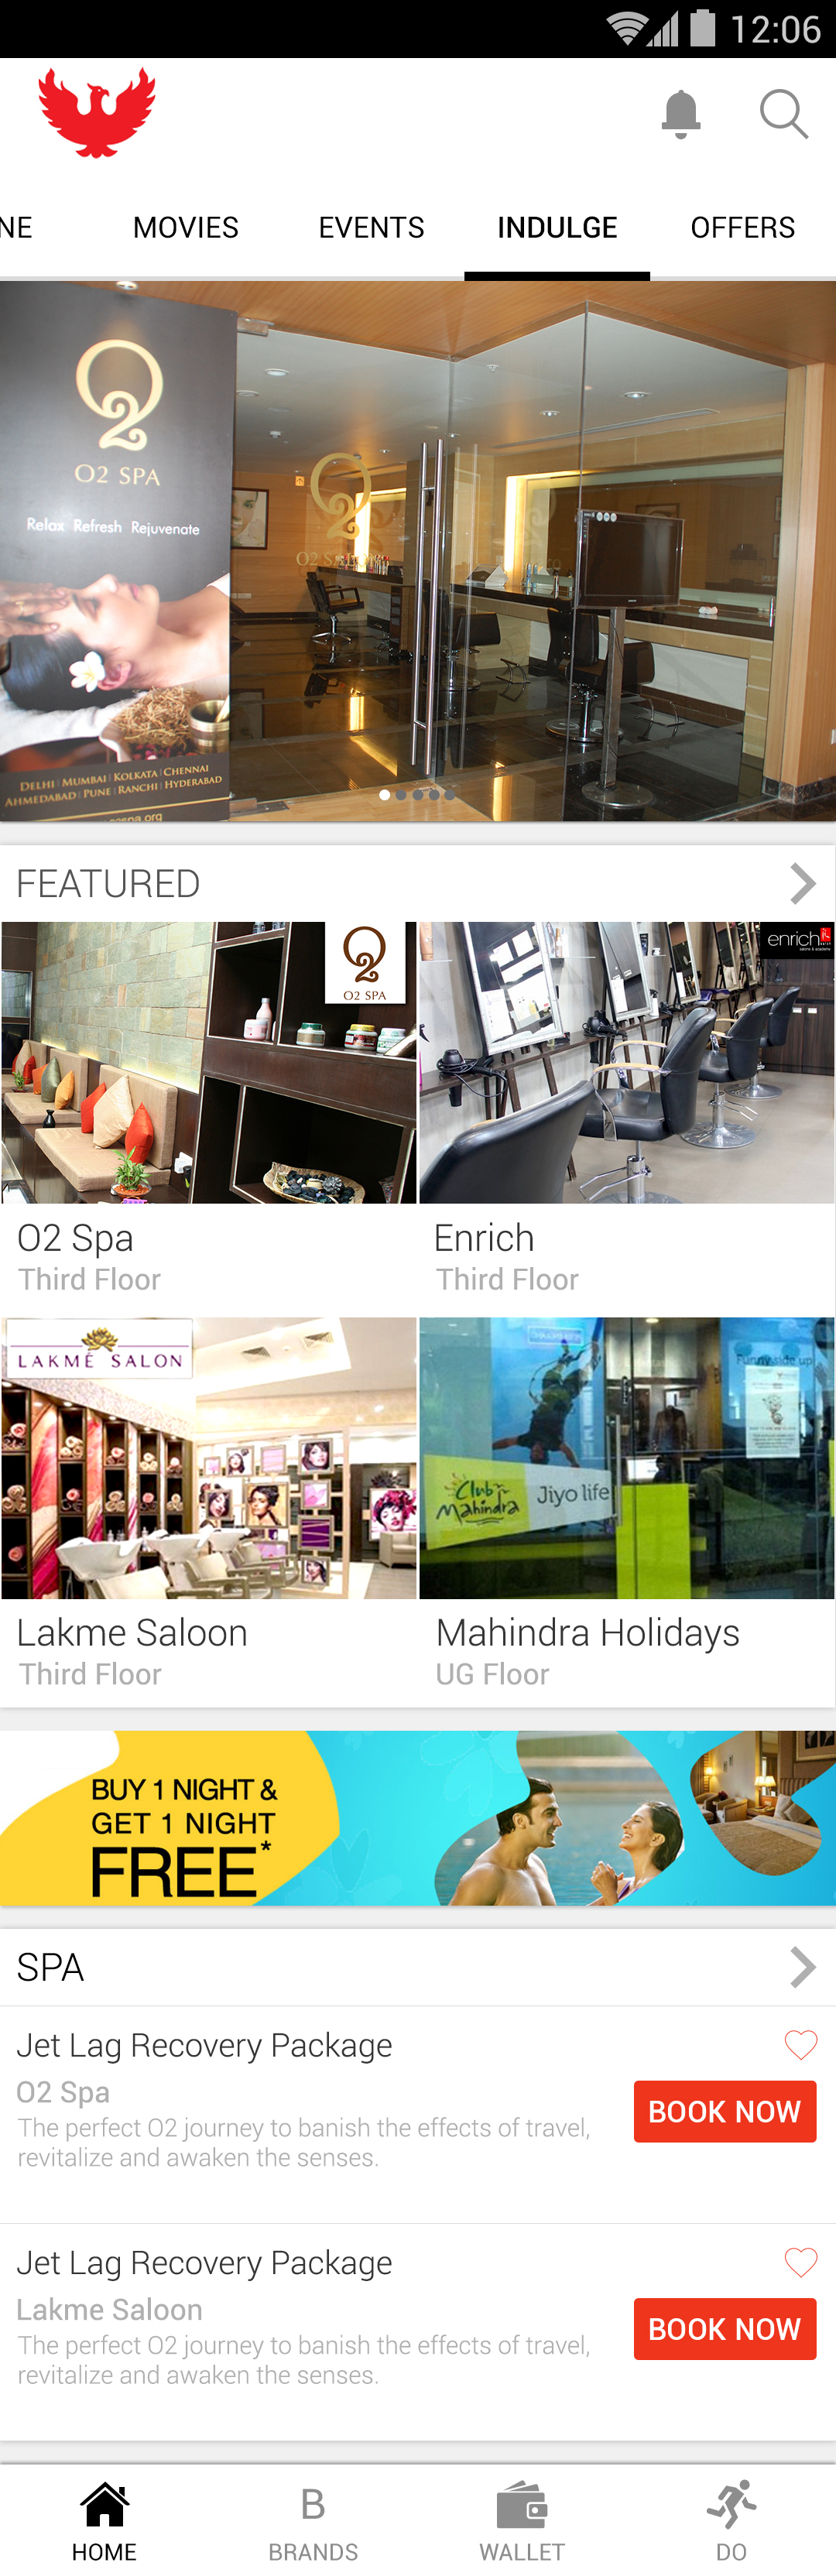 12:06
NE MOVIES EVENTS INDULGE OFFERS
O2 SPA
Relax Refresh Rejuvenate
O2
DELHI | MUMBAI | KOLKATA | CHENNAI
AHMEDABAD | PUNE | RANCHI | HYDERABAD
FEATURED
O2 SPA
enrich
O2 Spa
Third Floor
Enrich
Third Floor
LAKMÉ SALON
Funny side up
Club
Mahindra
Jiyo life
Lakme Saloon
Third Floor
Mahindra Holidays
UG Floor
BUY 1 NIGHT &
GET 1 NIGHT
FREE*
SPA
Jet Lag Recovery Package
O2 Spa
The perfect O2 journey to banish the effects of travel,
revitalize and awaken the senses.
BOOK NOW
Jet Lag Recovery Package
Lakme Saloon
The perfect O2 journey to banish the effects of travel,
revitalize and awaken the senses.
BOOK NOW
HOME
B
BRANDS
WALLET
DO